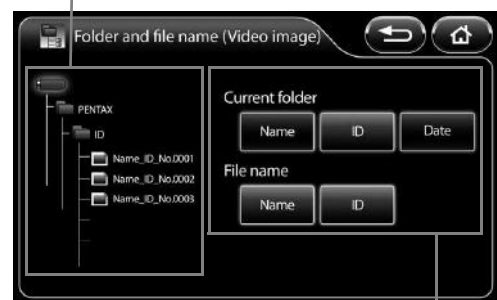 Folder and file name (Video image)
PENTAX
ID
Name_ID_No.0001
Name_ID_No.0002
Name_ID_No.0003
Current folder
Name ID Date
File name
Name ID